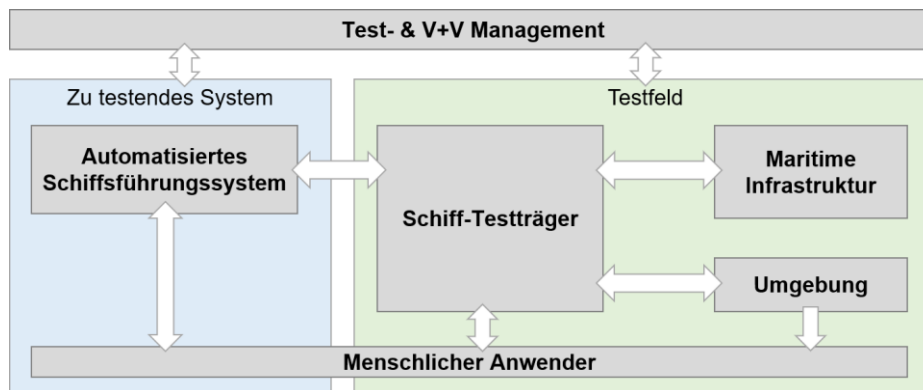 Test- & V+V Management
Zu testendes System
Testfeld
Automatisiertes
Schiffsführungssystem
Schiff-Testträger
Maritime
Infrastruktur
Umgebung
Menschlicher Anwender